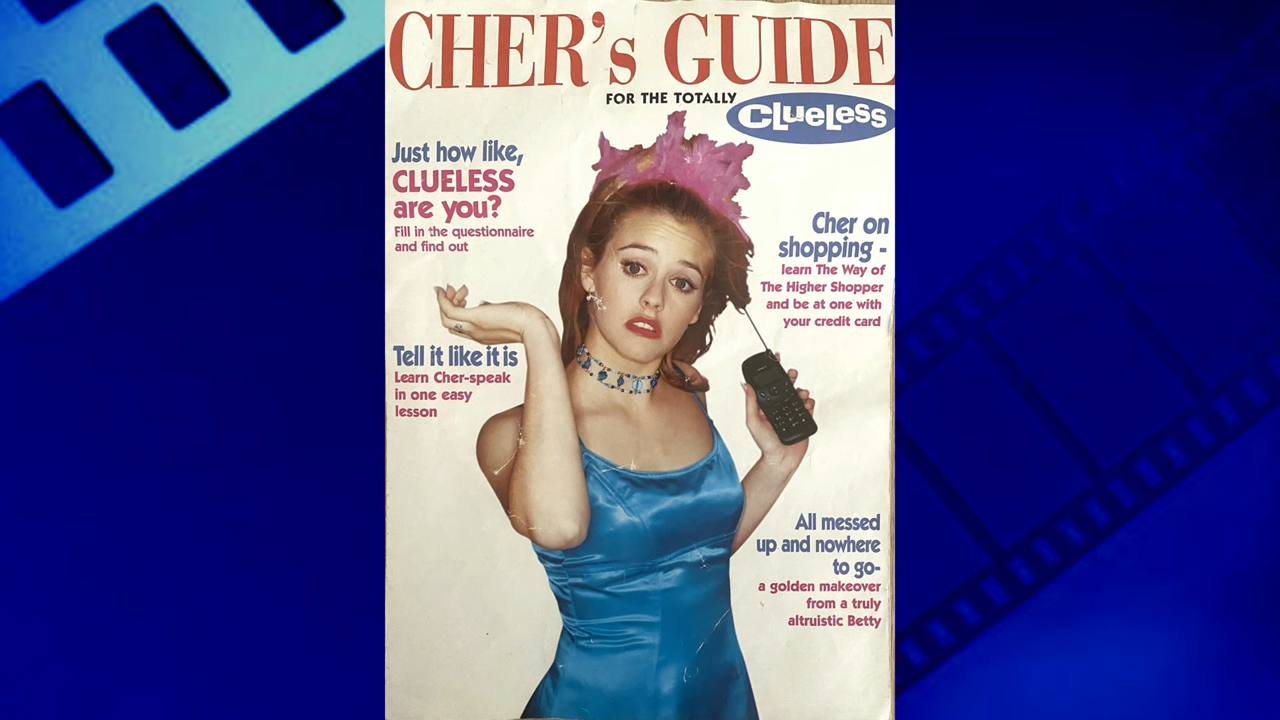 CHER's GUIDE
FOR THE TOTALLY
CLueLess
Just how like,
CLUELESS
are you?
Fill in the questionnaire
and find out
Cher on
shopping -
learn The Way of
The Higher Shopper
and be at one with
your credit card
Tell it like it is
Learn Cher-speak
in one easy
lesson
All messed
up and nowhere
to go-
a golden makeover
from a truly
altruistic Betty